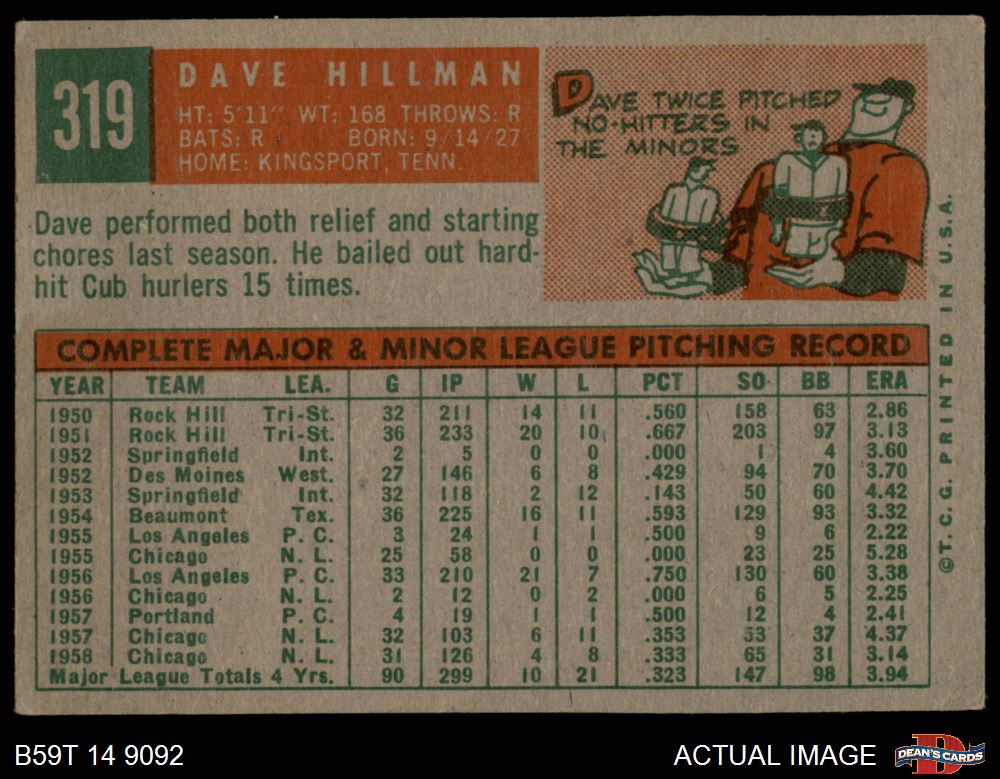 319
DAVE HILLMAN
HT: 5'11" WT: 168 THROWS: R
BATS: R BORN: 9/14/27
HOME: KINGSPORT, TENN.
DAVE TWICE PITCHED
NO-HITTERS IN
THE MINORS
Dave performed both relief and starting
chores last season. He bailed out hard-
hit Cub hurlers 15 times.
COMPLETE MAJOR & MINOR LEAGUE PITCHING RECORD
YEAR TEAM LEA. G IP W L PCT SO BB ERA
1950 Rock Hill Tri-St. 32 211 14 11 .560 158 63 2.86
1951 Rock Hill Tri-St. 36 233 20 10 .667 203 97 3.13
1952 Springfield Int. 2 5 0 0 .000 1 4 3.60
1952 Des Moines West. 27 146 6 8 .429 94 70 3.70
1953 Springfield Int. 32 118 2 12 .143 50 60 4.42
1954 Beaumont Tex. 36 225 16 11 .593 129 93 3.32
1955 Los Angeles P. C. 3 24 1 1 .500 9 6 2.22
1955 Chicago N. L. 25 58 0 0 .000 23 25 5.28
1956 Los Angeles P. C. 33 210 21 7 .750 130 60 3.38
1956 Chicago N. L. 2 12 0 2 .000 6 5 2.25
1957 Portland P. C. 4 19 1 1 .500 12 4 2.41
1957 Chicago N. L. 32 103 6 11 .353 53 37 4.37
1958 Chicago N. L. 31 126 4 8 .333 65 31 3.14
Major League Totals 4 Yrs. 90 299 10 21 .323 147 98 3.94
©T. C. G. PRINTED IN U.S.A.
B59T 14 9092
ACTUAL IMAGE
DEAN'S CARDS